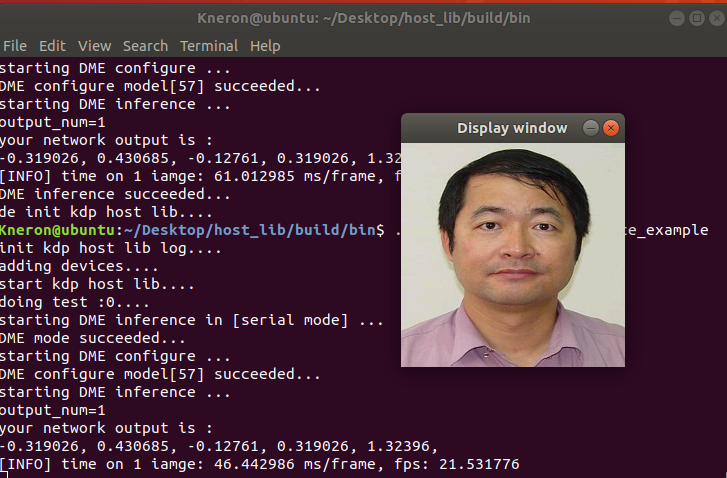 Kneron@ubuntu: ~/Desktop/host_lib/build/bin
File Edit View Search Terminal Help
starting DME configure ...
DME configure model[57] succeeded...
starting DME inference ...
output_num=1
your network output is :
-0.319026, 0.430685, -0.12761, 0.319026, 1.32
[INFO] time on 1 iamge: 61.012985 ms/frame, f
DME inference succeeded...
de init kdp host lib....
Kneron@ubuntu:~/Desktop/host_lib/build/bin$ . te_example
init kdp host lib log....
adding devices....
start kdp host lib....
doing test :0....
starting DME inference in [serial mode] ...
DME mode succeeded...
starting DME configure ...
DME configure model[57] succeeded...
starting DME inference ...
output_num=1
your network output is :
-0.319026, 0.430685, -0.12761, 0.319026, 1.32396,
[INFO] time on 1 iamge: 46.442986 ms/frame, fps: 21.531776
Display window